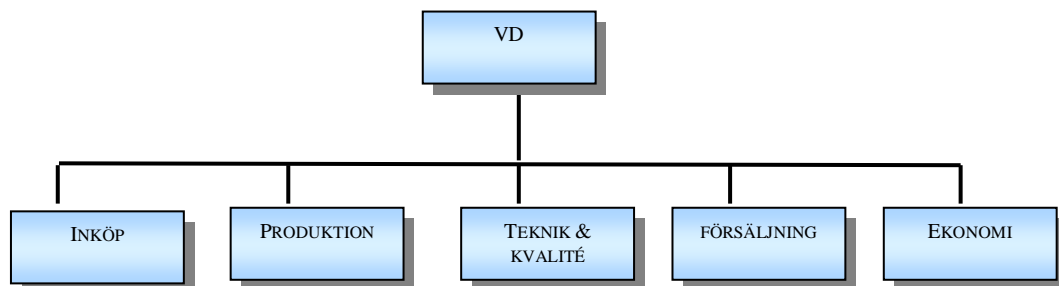 VD
INKÖP
PRODUKTION
TEKNIK &
KVALITÉ
FÖRSÄLJNING
EKONOMI